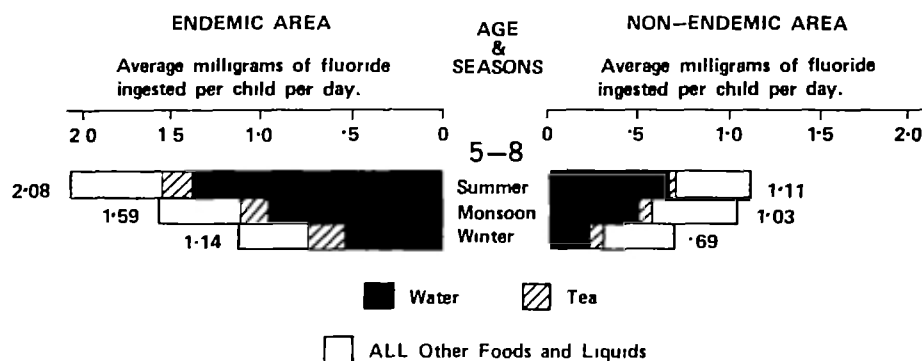 ENDEMIC AREA
Average milligrams of fluoride
ingested per child per day.
2 0 1 5 1·0 ·5 0
AGE
&
SEASONS
NON–ENDEMIC AREA
Average milligrams of fluoride
ingested per child per day.
0 ·5 1·0 1·5 2·0
5–8
2·08 Summer 1·11
1·59 Monsoon 1·03
1·14 Winter ·69
Water Tea
ALL Other Foods and Liquids